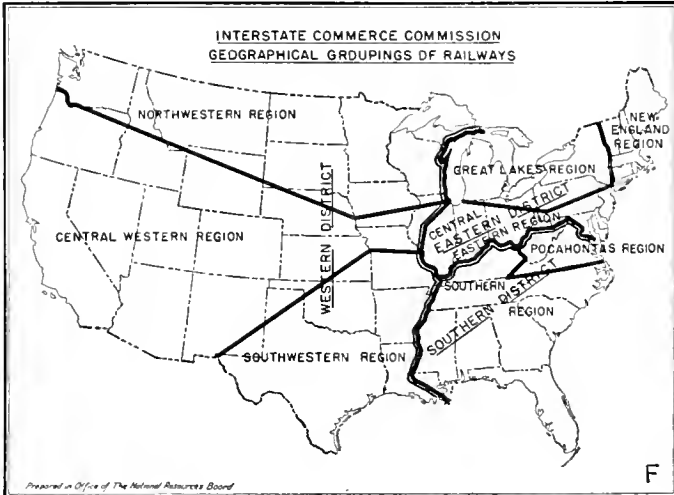 INTERSTATE COMMERCE COMMISSION
GEOGRAPHICAL GROUPINGS OF RAILWAYS
NORTHWESTERN REGION
NEW
ENGLAND
REGION
GREAT LAKES REGION
CENTRAL
EASTERN DISTRICT
EASTERN REGION
CENTRAL WESTERN REGION
WESTERN DISTRICT
POCAHONTAS REGION
SOUTHERN
REGION
SOUTHERN DISTRICT
SOUTHWESTERN REGION
Prepared in Office of The National Resources Board
F